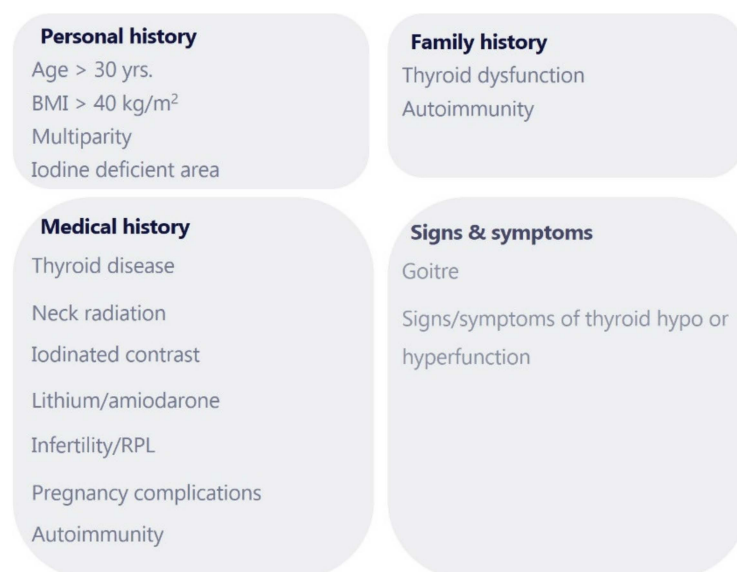 Personal history
Age > 30 yrs.
BMI > 40 kg/m²
Multiparity
Iodine deficient area
Family history
Thyroid dysfunction
Autoimmunity
Medical history
Thyroid disease
Neck radiation
Iodinated contrast
Lithium/amiodarone
Infertility/RPL
Pregnancy complications
Autoimmunity
Signs & symptoms
Goitre
Signs/symptoms of thyroid hypo or
hyperfunction